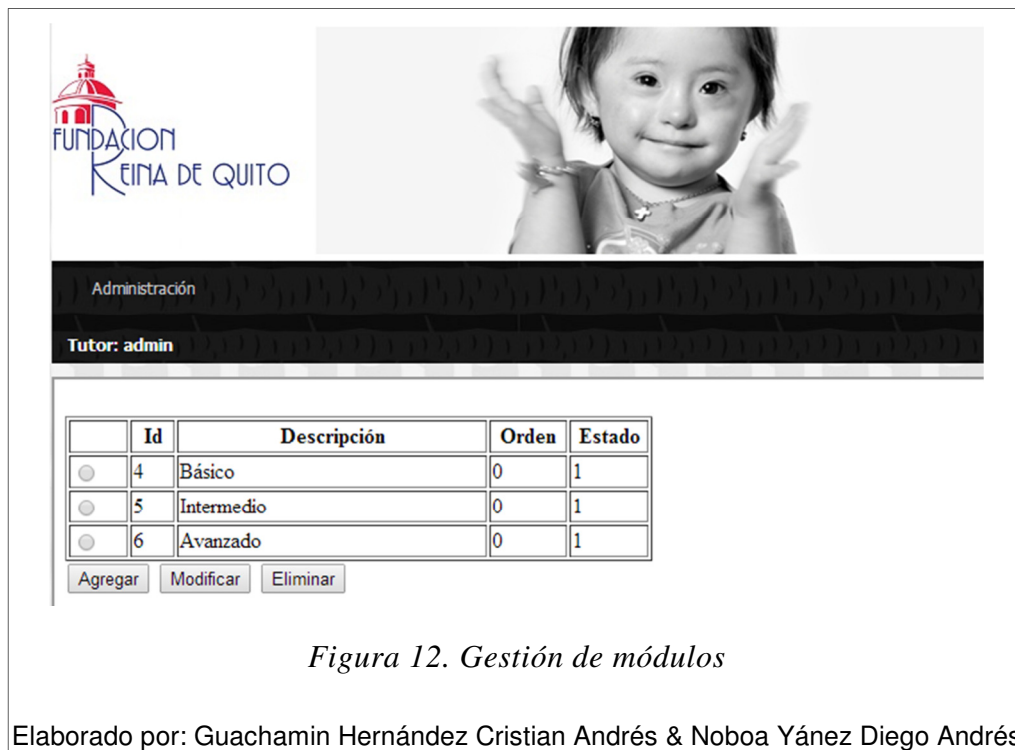 FUNDACION
REINA DE QUITO
Administración
Tutor: admin
Id Descripción Orden Estado
4 Básico 0 1
5 Intermedio 0 1
6 Avanzado 0 1
Agregar Modificar Eliminar
Figura 12. Gestión de módulos
Elaborado por: Guachamin Hernández Cristian Andrés & Noboa Yánez Diego Andrés